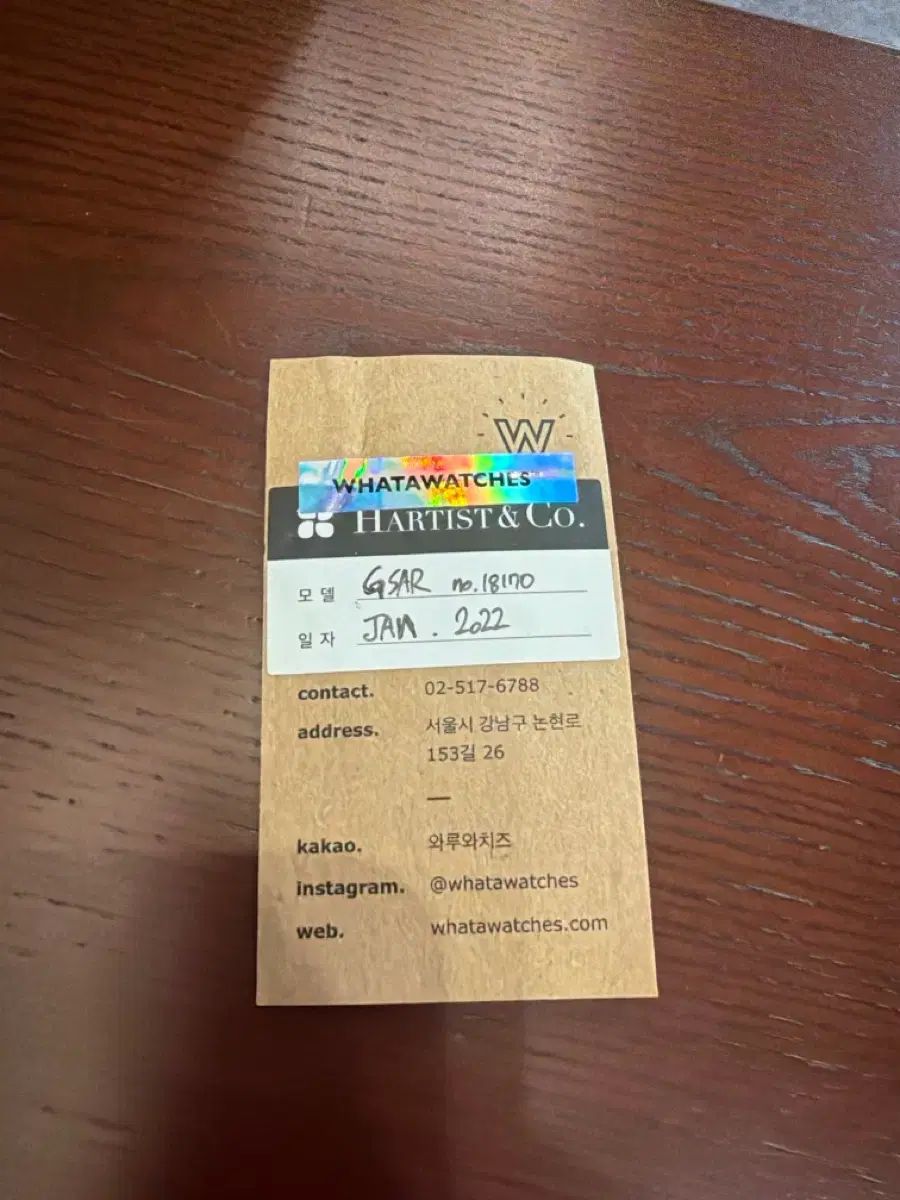 W
WHATAWATCHES
HARTIST & CO.
모델 GSAR no.18170
일자 JAN. 2022
contact. 02-517-6788
address. 서울시 강남구 논현로
153길 26
—
kakao. 와루와치즈
instagram. @whatawatches
web. whatawatches.com